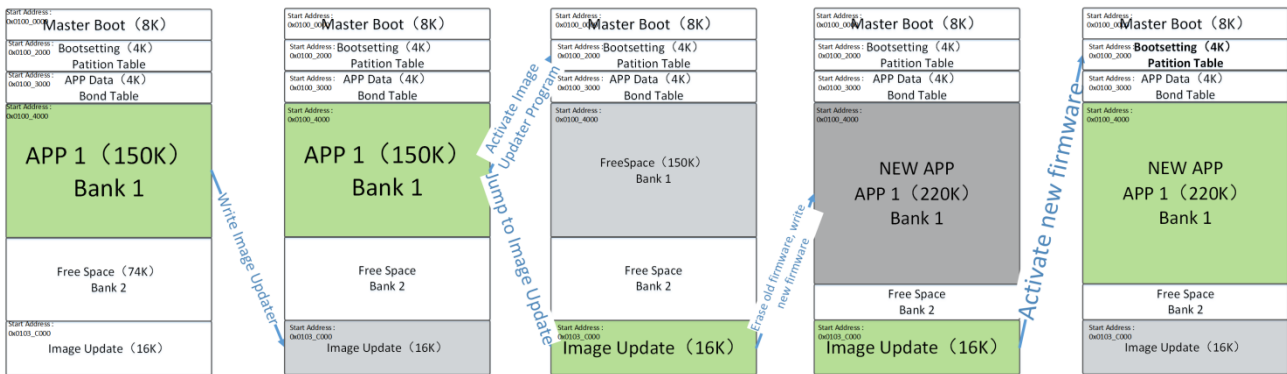 Start Address :
0x0100_0000
Master Boot（8K）
Start Address :
0x0100_2000
Bootsetting（4K）
Patition Table
Start Address :
0x0100_3000
APP Data（4K）
Bond Table
Start Address :
0x0100_4000
APP 1（150K）
Bank 1
Free Space（74K）
Bank 2
Start Address :
0x0103_C000
Image Update（16K）
Write Image Updater
Start Address :
0x0100_0000
Master Boot（8K）
Start Address :
0x0100_2000
Bootsetting（4K）
Patition Table
Start Address :
0x0100_3000
APP Data（4K）
Bond Table
Start Address :
0x0100_4000
APP 1（150K）
Bank 1
Free Space
Bank 2
Start Address :
0x0103_C000
Image Update（16K）
Activate Image
Updater Program
Jump to Image Update
Start Address :
0x0100_0000
Master Boot（8K）
Start Address :
0x0100_2000
Bootsetting（4K）
Patition Table
Start Address :
0x0100_3000
APP Data（4K）
Bond Table
Start Address :
0x0100_4000
FreeSpace（150K）
Bank 1
Free Space
Bank 2
Start Address :
0x0103_C000
Image Update（16K）
Erase old firmware, write
new firmware
Start Address :
0x0100_0000
Master Boot（8K）
Start Address :
0x0100_2000
Bootsetting（4K）
Patition Table
Start Address :
0x0100_3000
APP Data（4K）
Bond Table
Start Address :
0x0100_4000
NEW APP
APP 1（220K）
Bank 1
Free Space
Bank 2
Start Address :
0x0103_C000
Image Update（16K）
Activate new firmware
Start Address :
0x0100_0000
Master Boot（8K）
Start Address :
0x0100_2000
Bootsetting（4K）
Patition Table
Start Address :
0x0100_3000
APP Data（4K）
Bond Table
Start Address :
0x0100_4000
NEW APP
APP 1（220K）
Bank 1
Free Space
Bank 2
Start Address :
0x0103_C000
Image Update（16K）